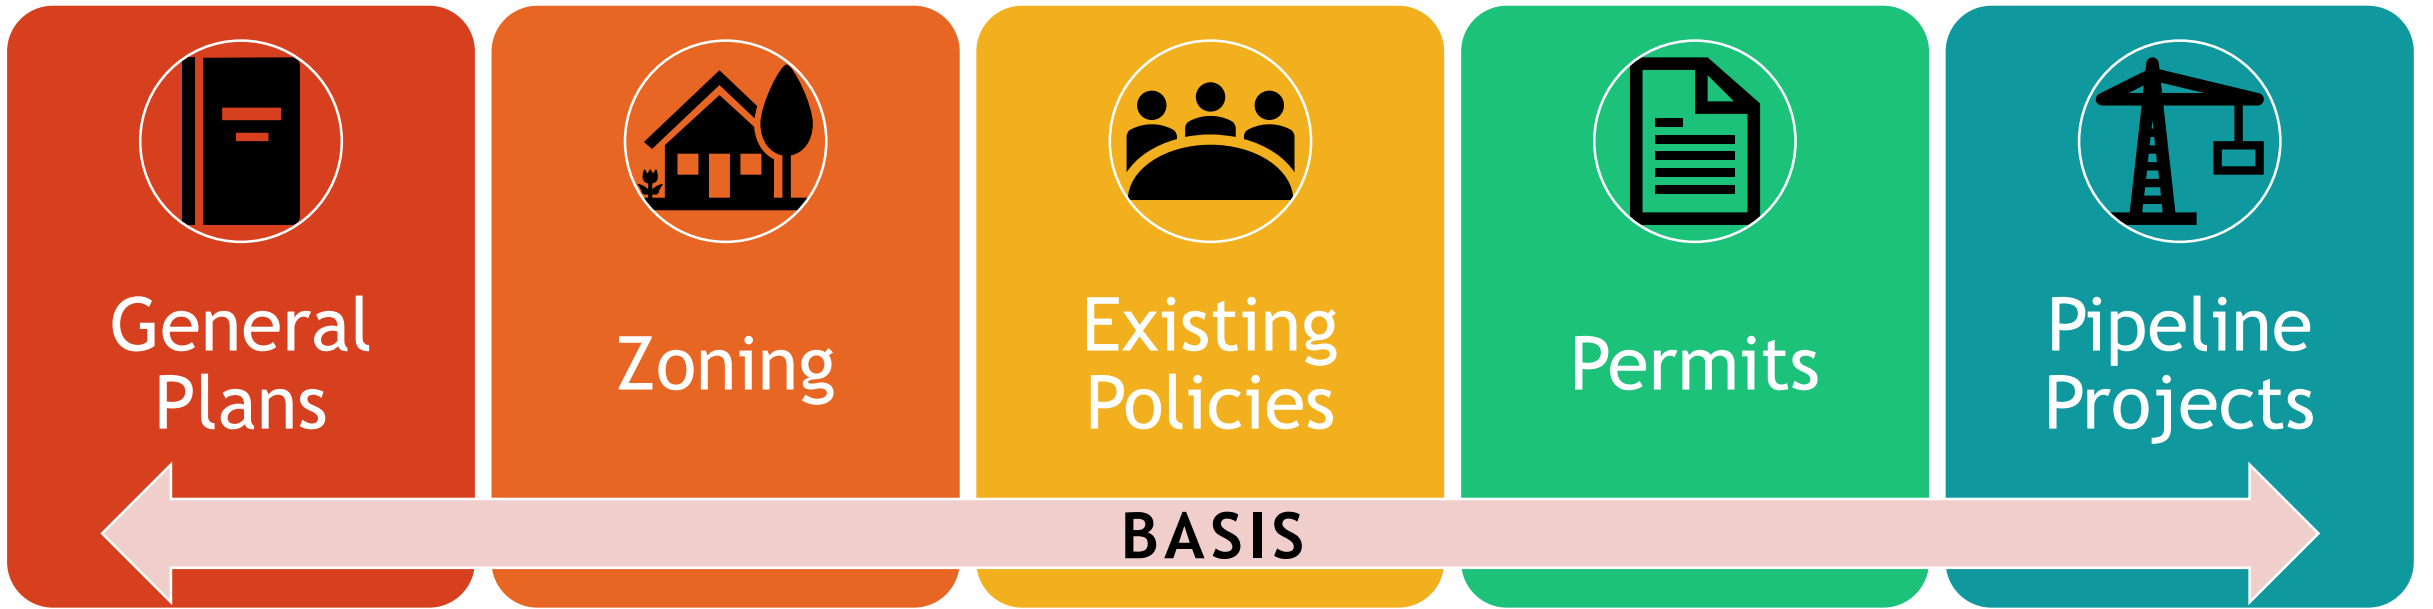 General
Plans
Zoning
Existing
Policies
Permits
Pipeline
Projects
BASIS